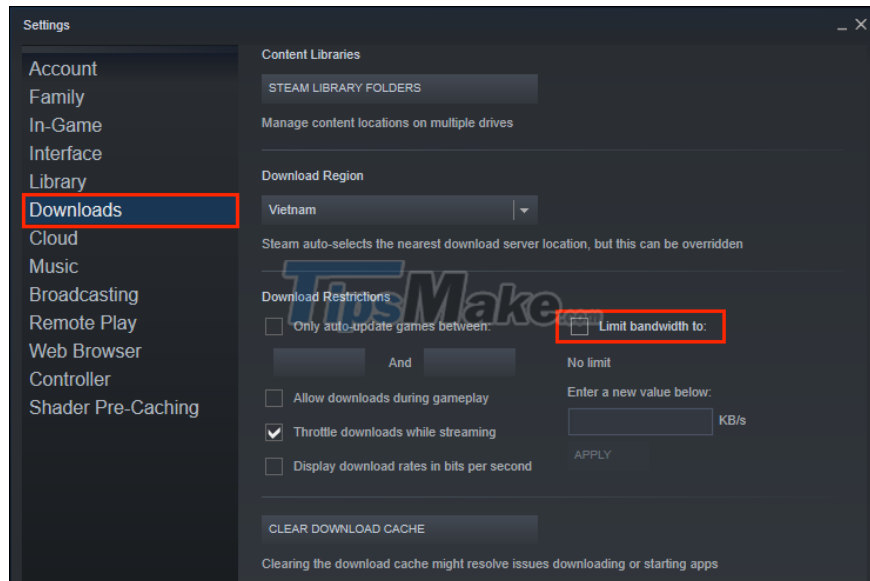 Settings
Account
Family
In-Game
Interface
Library
Downloads
Cloud
Music
Broadcasting
Remote Play
Web Browser
Controller
Shader Pre-Caching
Content Libraries
STEAM LIBRARY FOLDERS
Manage content locations on multiple drives
Download Region
Vietnam
Steam auto-selects the nearest download server location, but this can be overridden
TipsMake.com
Download Restrictions
Only auto-update games between:
And
Allow downloads during gameplay
Throttle downloads while streaming
Display download rates in bits per second
Limit bandwidth to:
No limit
Enter a new value below:
KB/s
APPLY
CLEAR DOWNLOAD CACHE
Clearing the download cache might resolve issues downloading or starting apps